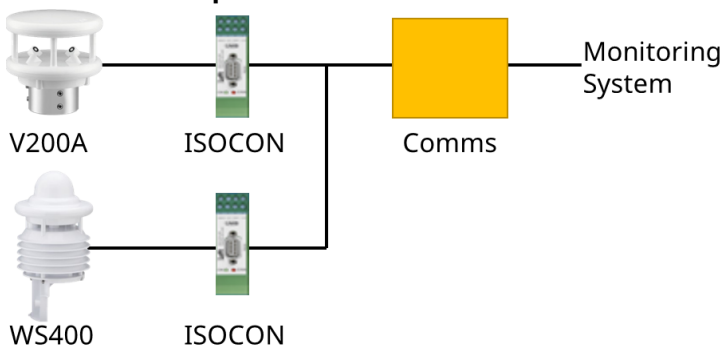 V200A
ISOCON
Comms
Monitoring
System
WS400
ISOCON